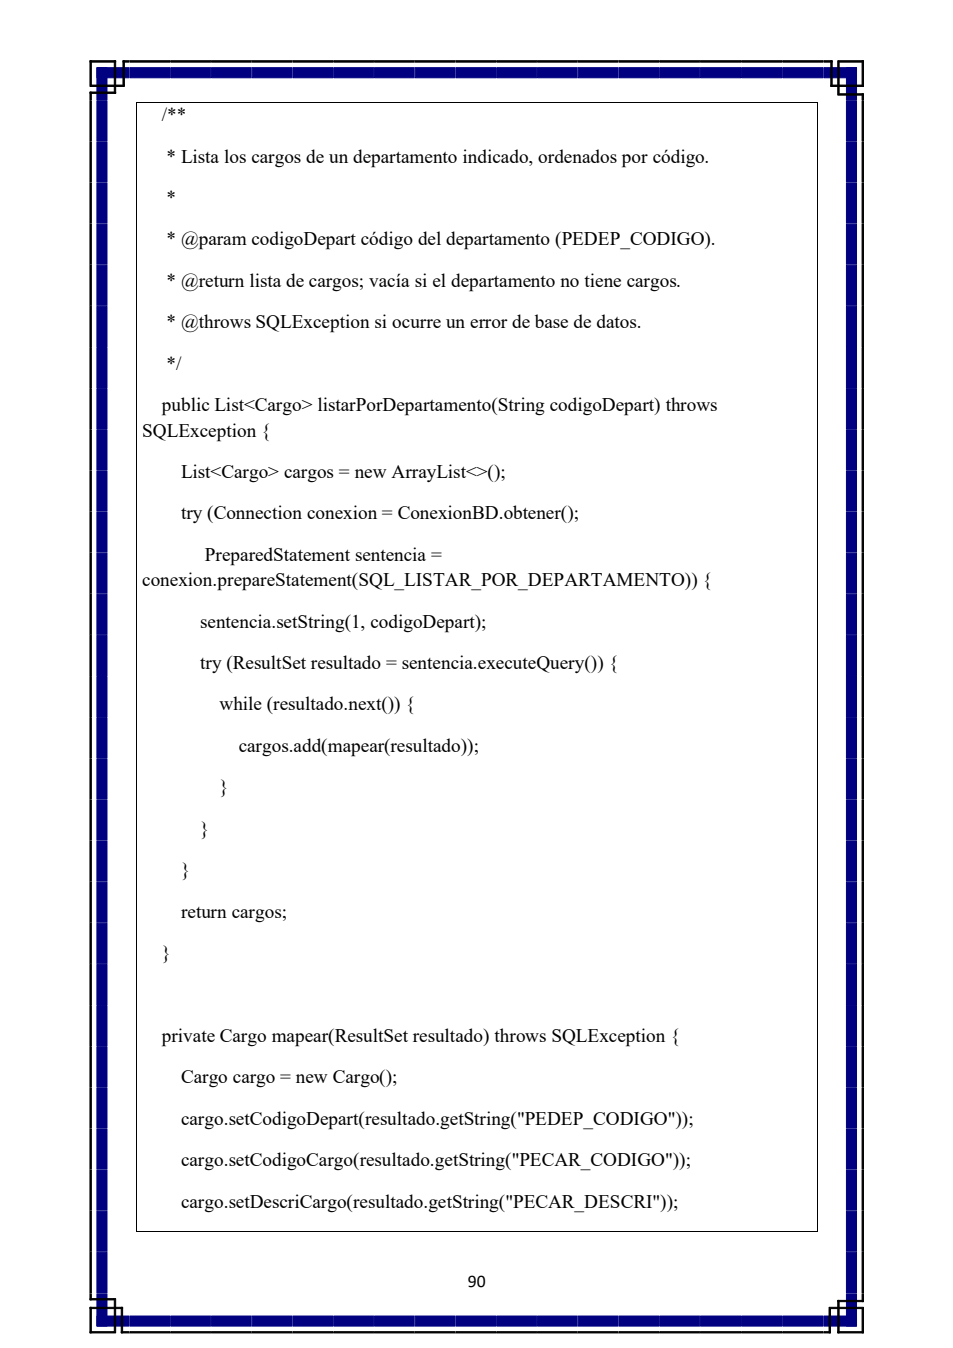 /**
* Lista los cargos de un departamento indicado, ordenados por código.
*
* @param codigoDepart código del departamento (PEDEP_CODIGO).
* @return lista de cargos; vacía si el departamento no tiene cargos.
* @throws SQLException si ocurre un error de base de datos.
*/
public List<Cargo> listarPorDepartamento(String codigoDepart) throws
SQLException {
List<Cargo> cargos = new ArrayList<>();
try (Connection conexion = ConexionBD.obtener();
PreparedStatement sentencia =
conexion.prepareStatement(SQL_LISTAR_POR_DEPARTAMENTO)) {
sentencia.setString(1, codigoDepart);
try (ResultSet resultado = sentencia.executeQuery()) {
while (resultado.next()) {
cargos.add(mapear(resultado));
}
}
}
return cargos;
}
private Cargo mapear(ResultSet resultado) throws SQLException {
Cargo cargo = new Cargo();
cargo.setCodigoDepart(resultado.getString("PEDEP_CODIGO"));
cargo.setCodigoCargo(resultado.getString("PECAR_CODIGO"));
cargo.setDescriCargo(resultado.getString("PECAR_DESCRI"));
90